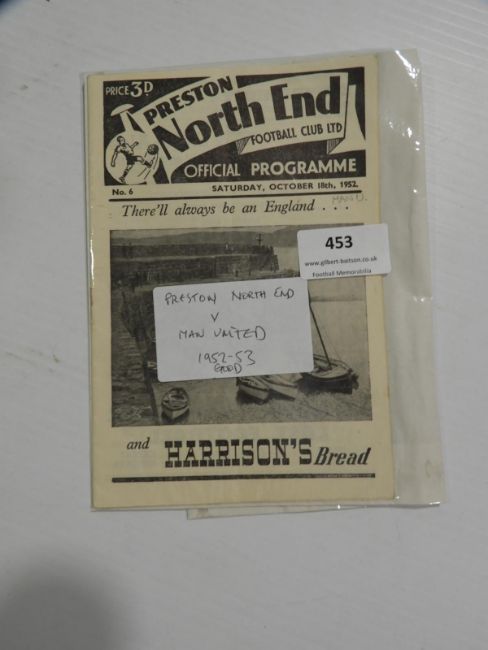 PRICE 3D.
PRESTON
North End
FOOTBALL CLUB LTD
OFFICIAL PROGRAMME
No. 6
SATURDAY, OCTOBER 18th, 1952.
MAN U.
There'll always be an England . . .
453
www.gilbert-baitson.co.uk
Football Memorabilia
PRESTON NORTH END
V
MAN UNITED
1952-53
GOOD
and HARRISON'S Bread